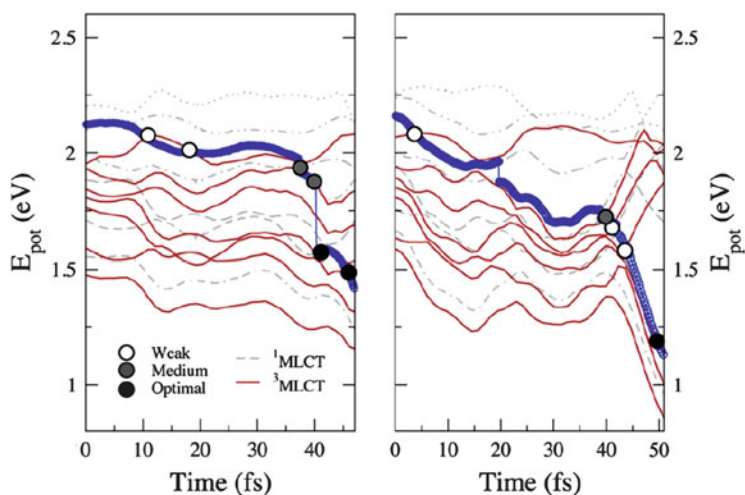 2.5
2
1.5
1
E_pot (eV)
Weak
Medium
Optimal
¹MLCT
³MLCT
0 10 20 30 40
Time (fs)
2.5
2
1.5
1
E_pot (eV)
0 10 20 30 40 50
Time (fs)